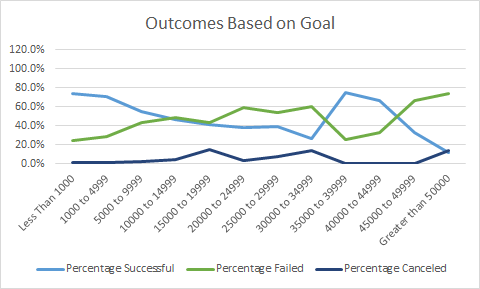 Outcomes Based on Goal
120.0%
100.0%
80.0%
60.0%
40.0%
20.0%
0.0%
Less Than 1000
1000 to 4999
5000 to 9999
10000 to 14999
15000 to 19999
20000 to 24999
25000 to 29999
30000 to 34999
35000 to 39999
40000 to 44999
45000 to 49999
Greater than 50000
Percentage Successful Percentage Failed Percentage Canceled